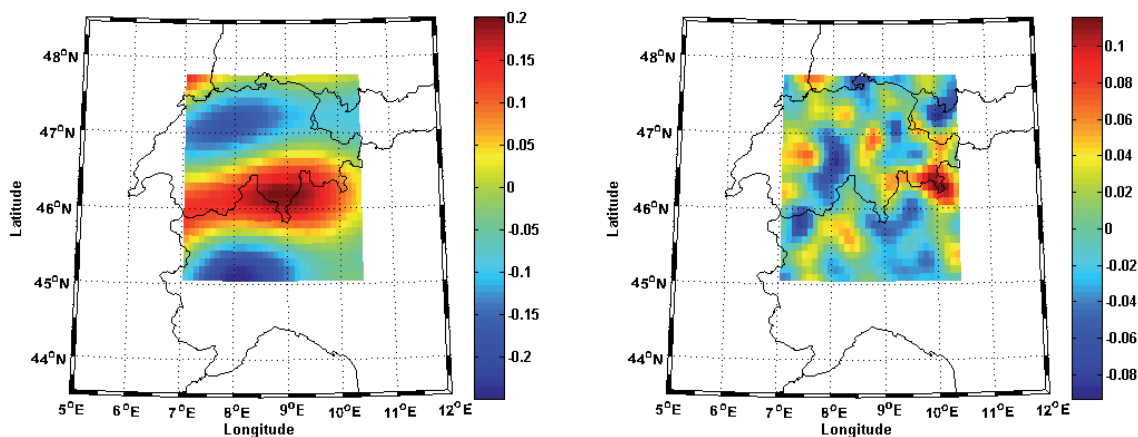 48°N
47°N
46°N
45°N
44°N
5°E
6°E
7°E
8°E
9°E
10°E
11°E
12°E
Latitude
Longitude
0.2
0.15
0.1
0.05
0
-0.05
-0.1
-0.15
-0.2
48°N
47°N
46°N
45°N
44°N
5°E
6°E
7°E
8°E
9°E
10°E
11°E
12°E
Latitude
Longitude
0.1
0.08
0.06
0.04
0.02
0
-0.02
-0.04
-0.06
-0.08